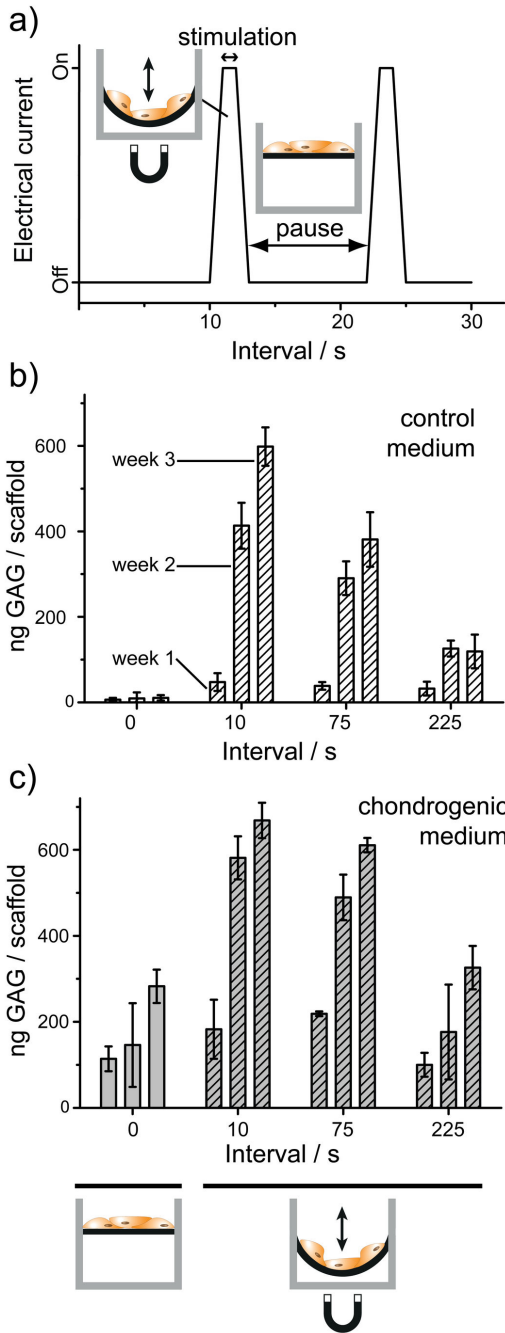 a)
stimulation
On
Off
Electrical current
pause
10
20
30
Interval / s
b)
control
medium
600
400
200
0
ng GAG / scaffold
week 3
week 2
week 1
0
10
75
225
Interval / s
c)
chondrogenic
medium
600
400
200
0
ng GAG / scaffold
0
10
75
225
Interval / s